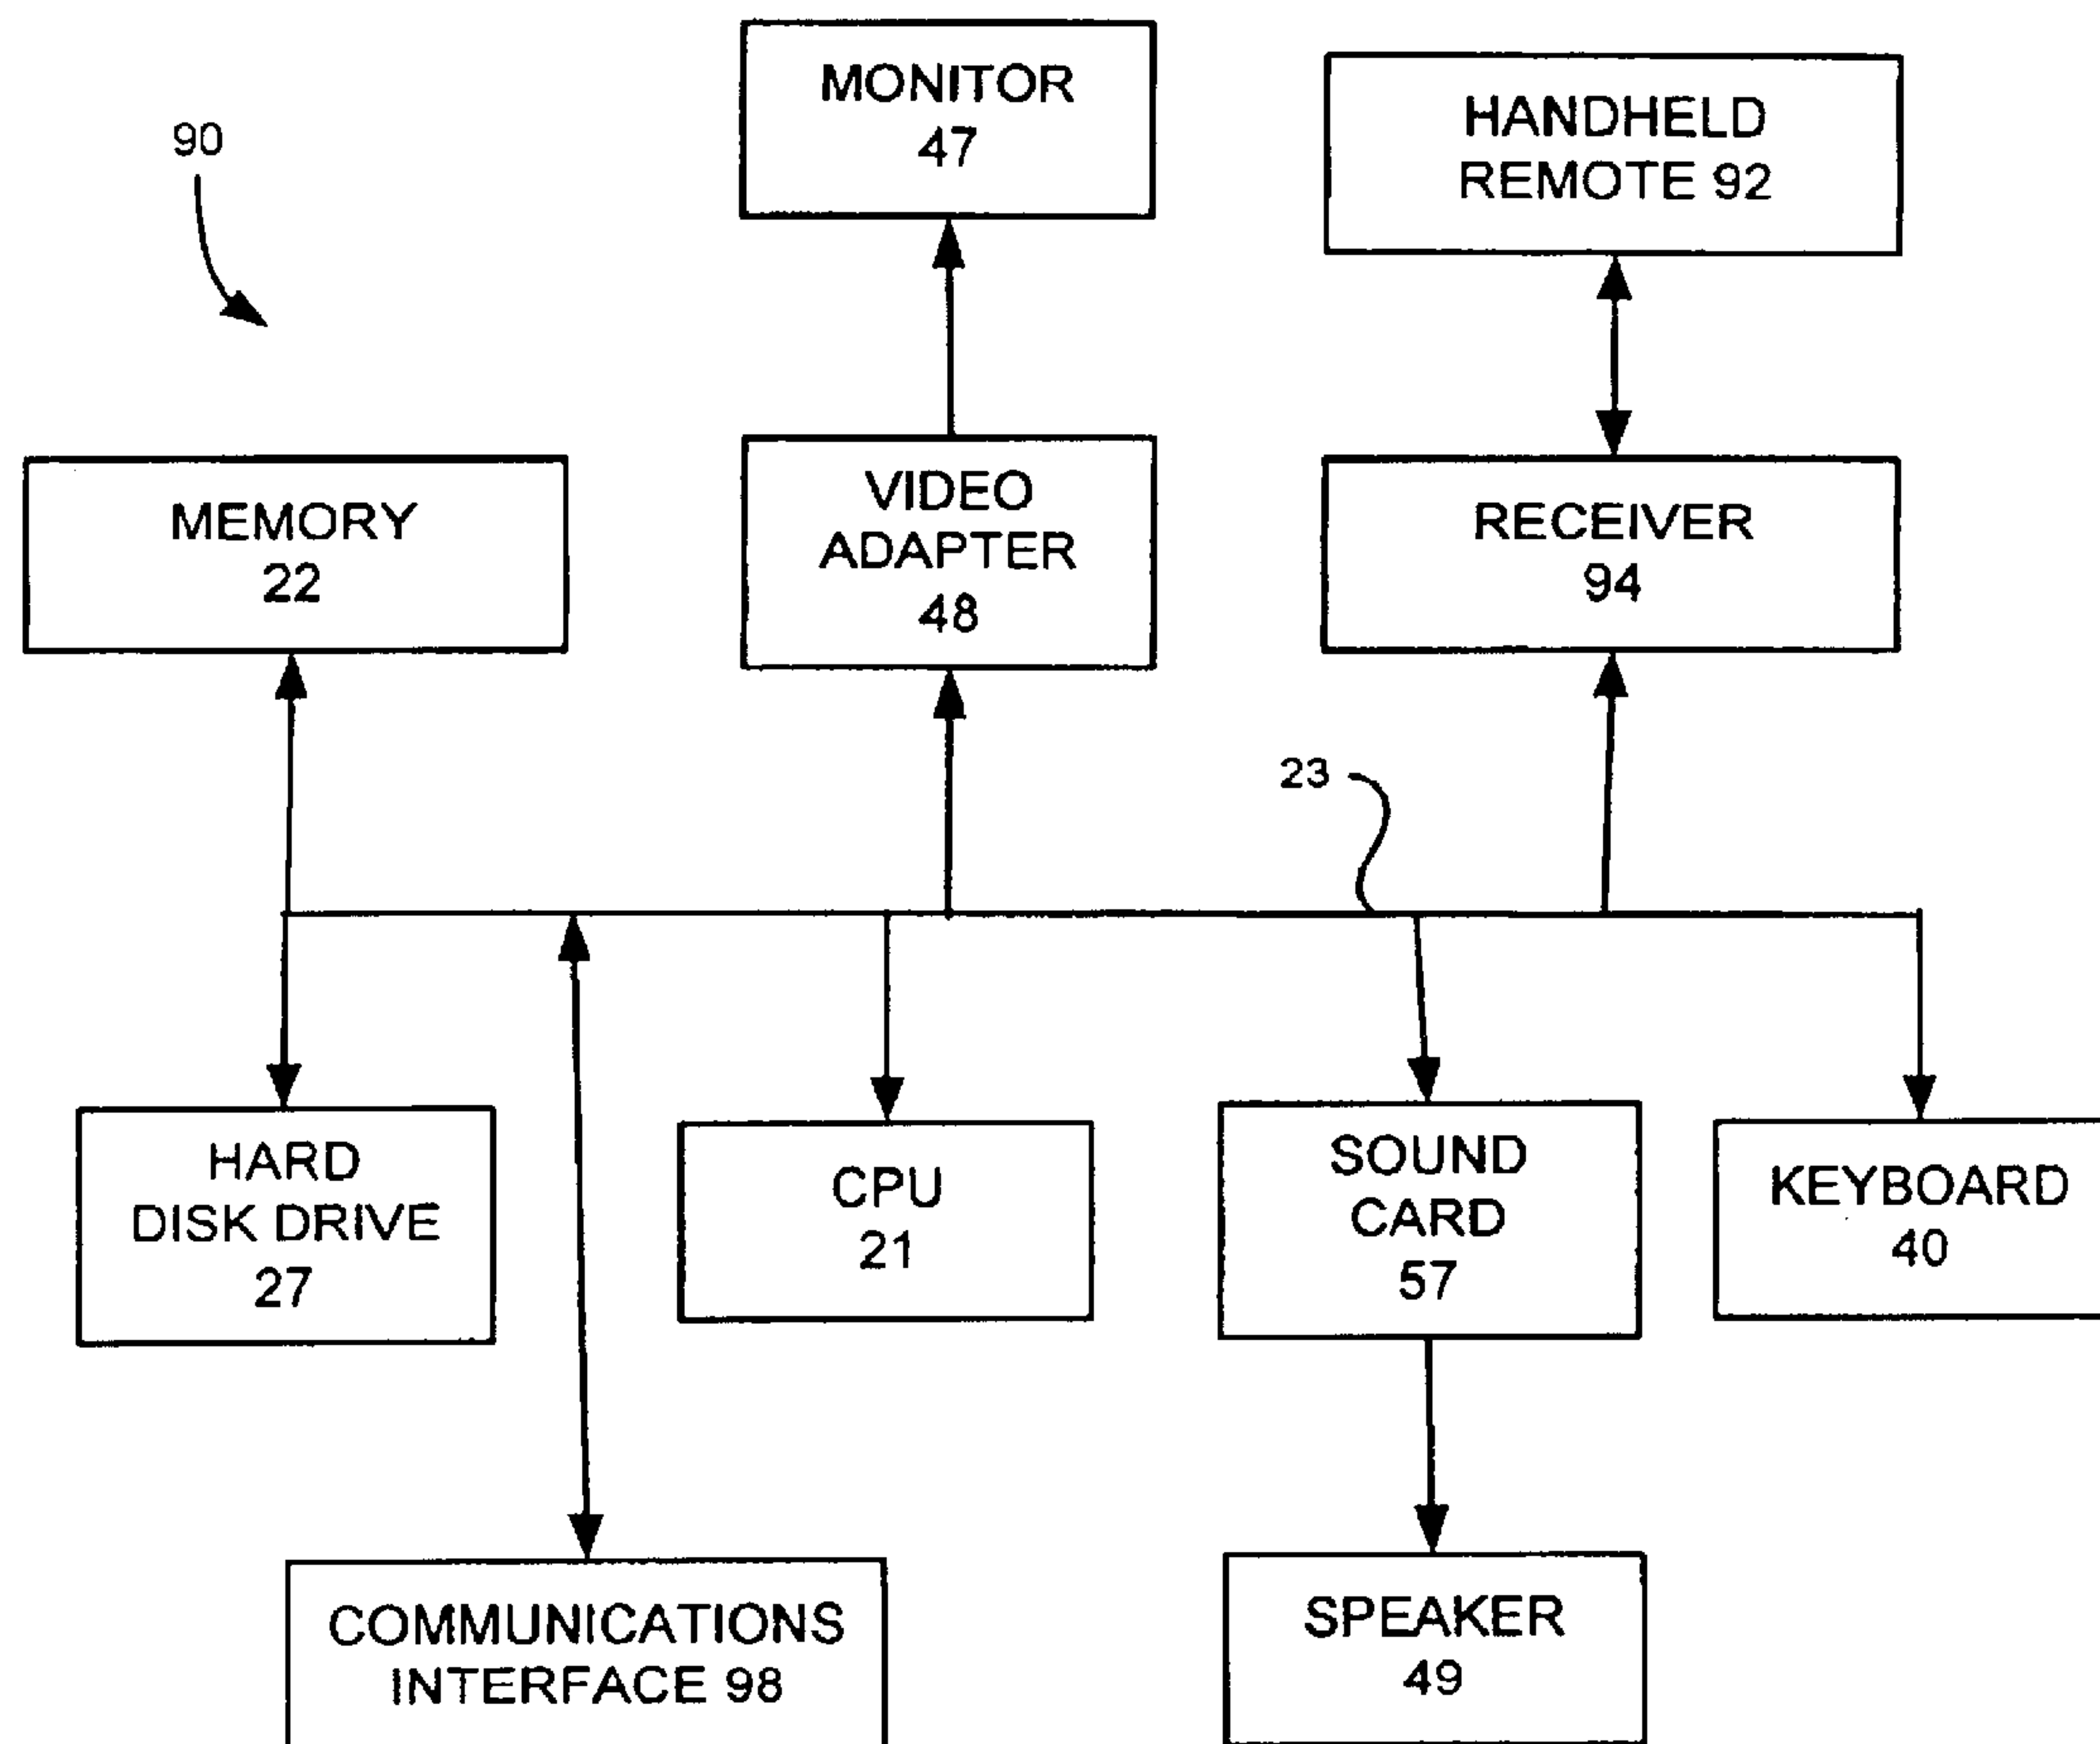 MONITOR
47
HANDHELD
REMOTE 92
90
MEMORY
22
VIDEO
ADAPTER
48
RECEIVER
94
23
HARD
DISK DRIVE
27
CPU
21
SOUND
CARD
57
KEYBOARD
40
COMMUNICATIONS
INTERFACE 98
SPEAKER
49